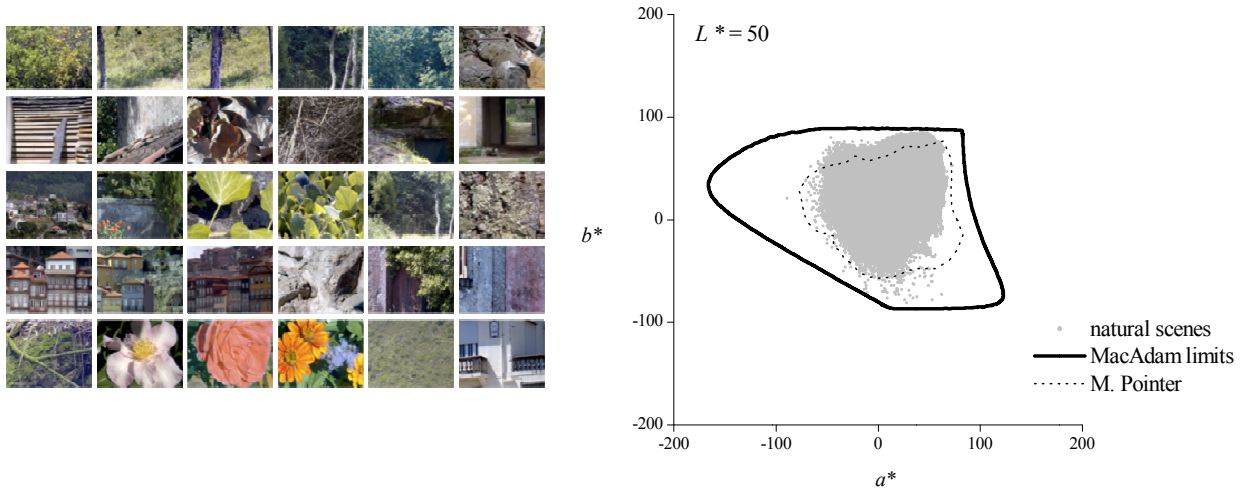 200
L * = 50
100
0
b*
-100
natural scenes
MacAdam limits
M. Pointer
-200
-200 -100 0 100 200
a*